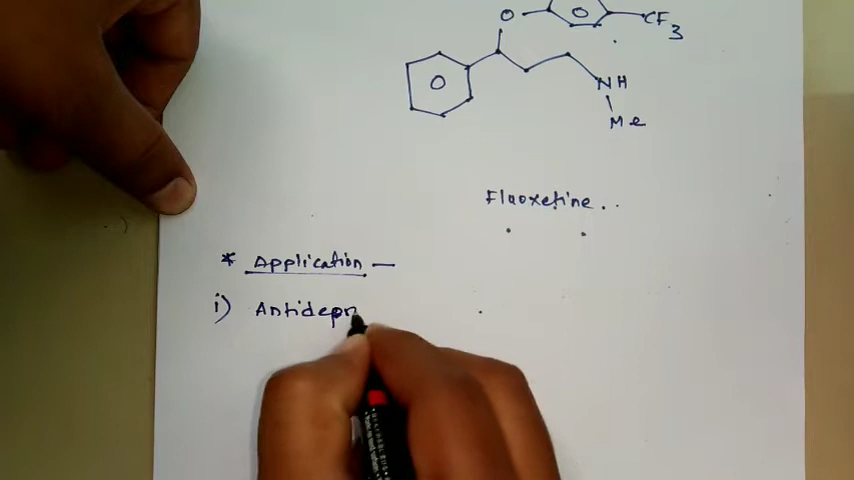 O
CF3
NH
Me
Fluoxetine..
* Application —
i) Antidepr